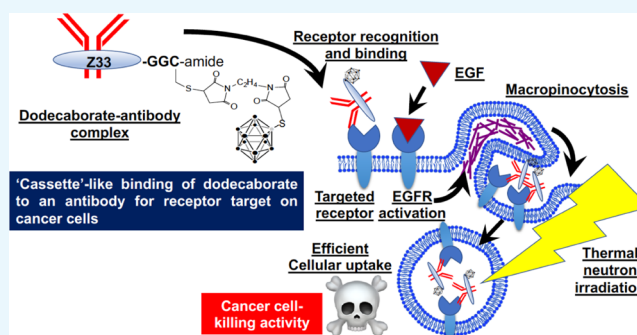 Z33
-GGC-amide
S
O
N
O
-C₂H₄-
O
N
O
S
Dodecaborate-antibody
complex
'Cassette'-like binding of dodecaborate
to an antibody for receptor target on
cancer cells
Receptor recognition
and binding
EGF
Macropinocytosis
Targeted
receptor
EGFR
activation
Efficient
Cellular uptake
Thermal
neutron
irradiation
Cancer cell-
killing activity